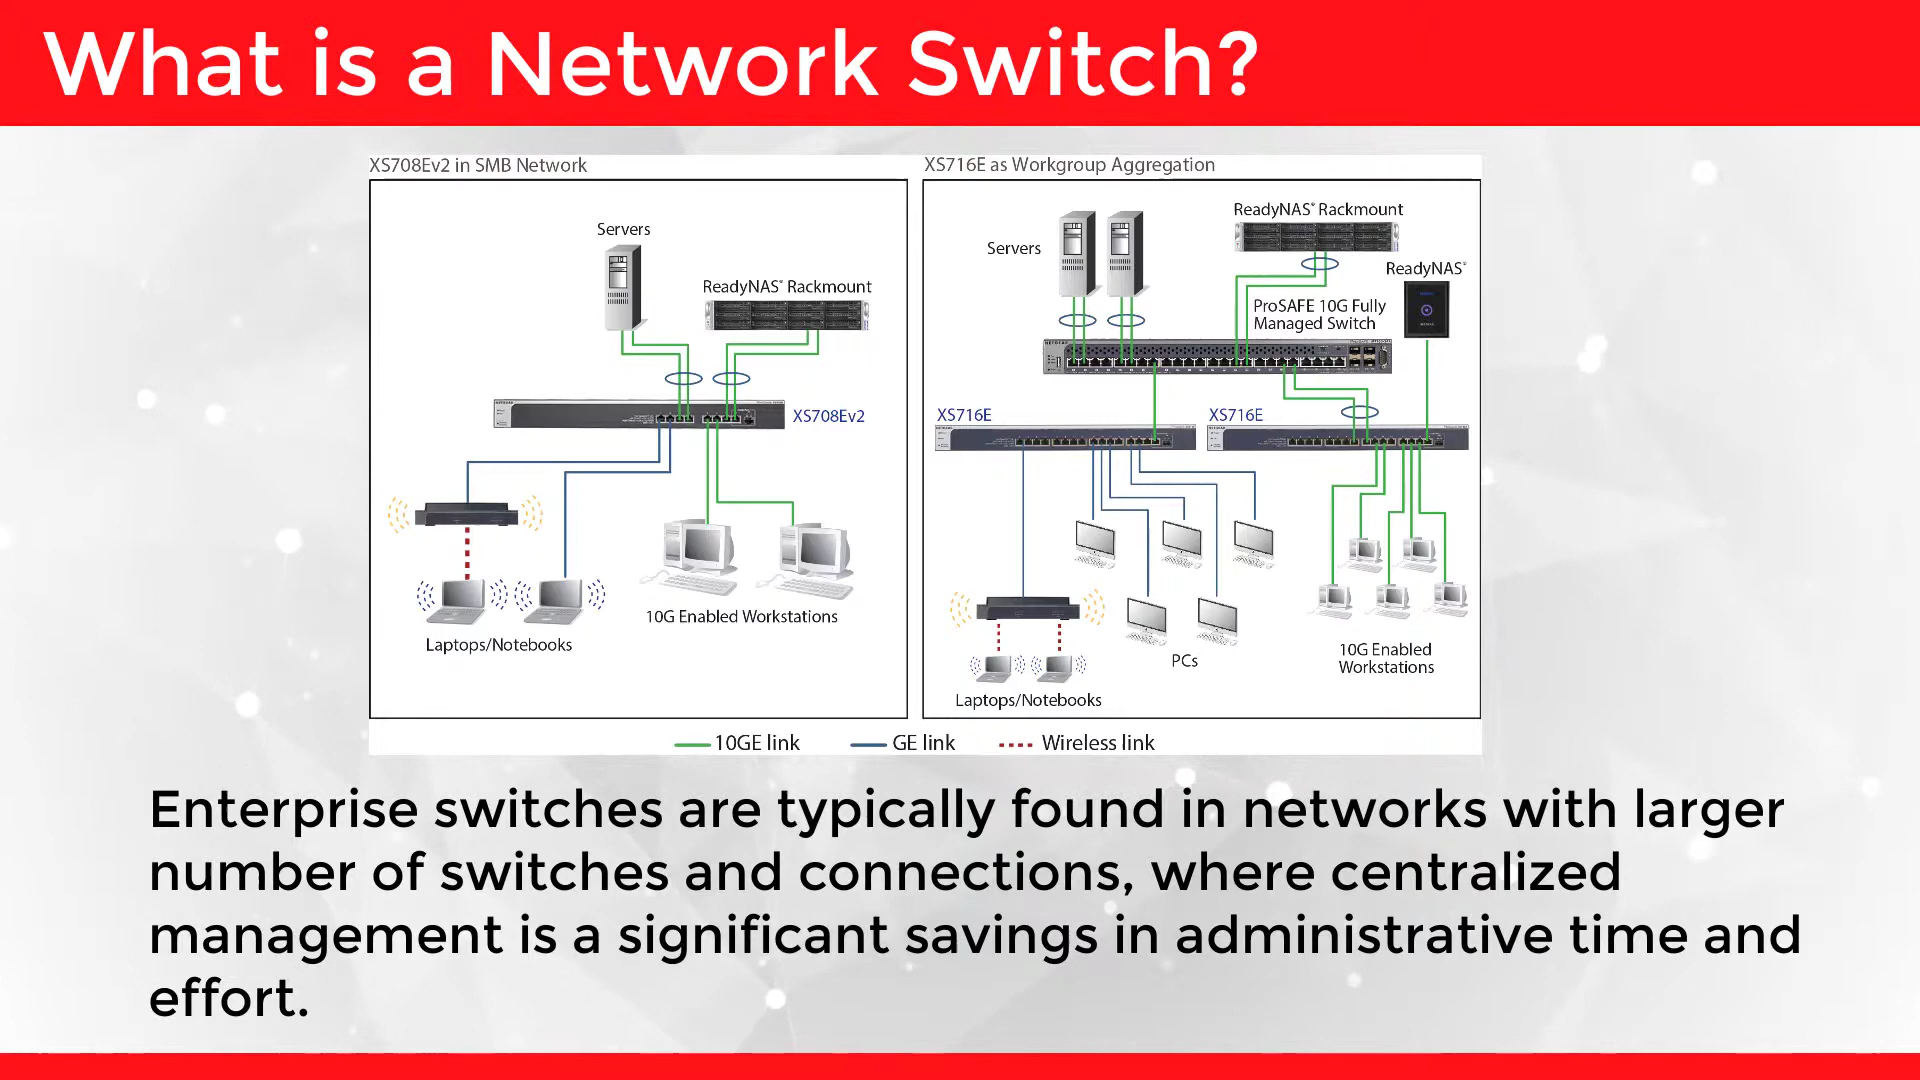 What is a Network Switch?
XS708Ev2 in SMB Network
Servers
ReadyNAS® Rackmount
XS708Ev2
10G Enabled Workstations
Laptops/Notebooks
XS716E as Workgroup Aggregation
ReadyNAS® Rackmount
Servers
ReadyNAS®
ProSAFE 10G Fully
Managed Switch
NETGEAR
XS716E
XS716E
PCs
10G Enabled
Workstations
Laptops/Notebooks
10GE link
GE link
Wireless link
Enterprise switches are typically found in networks with larger
number of switches and connections, where centralized
management is a significant savings in administrative time and
effort.